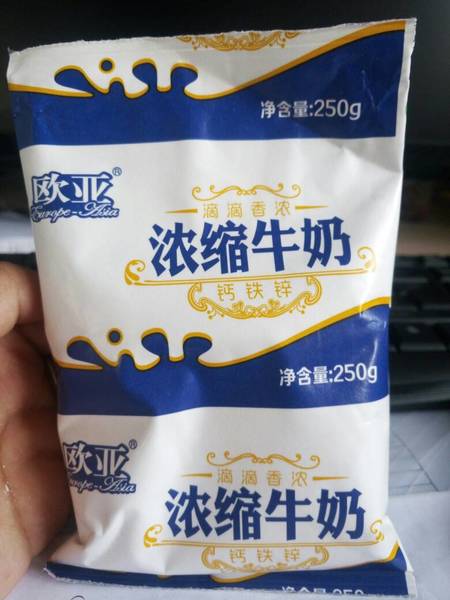 净含量:250g
欧亚®
Europe-Asia
滴滴香浓
浓缩牛奶
钙铁锌
净含量:250g
欧亚®
Europe-Asia
滴滴香浓
浓缩牛奶
钙铁锌